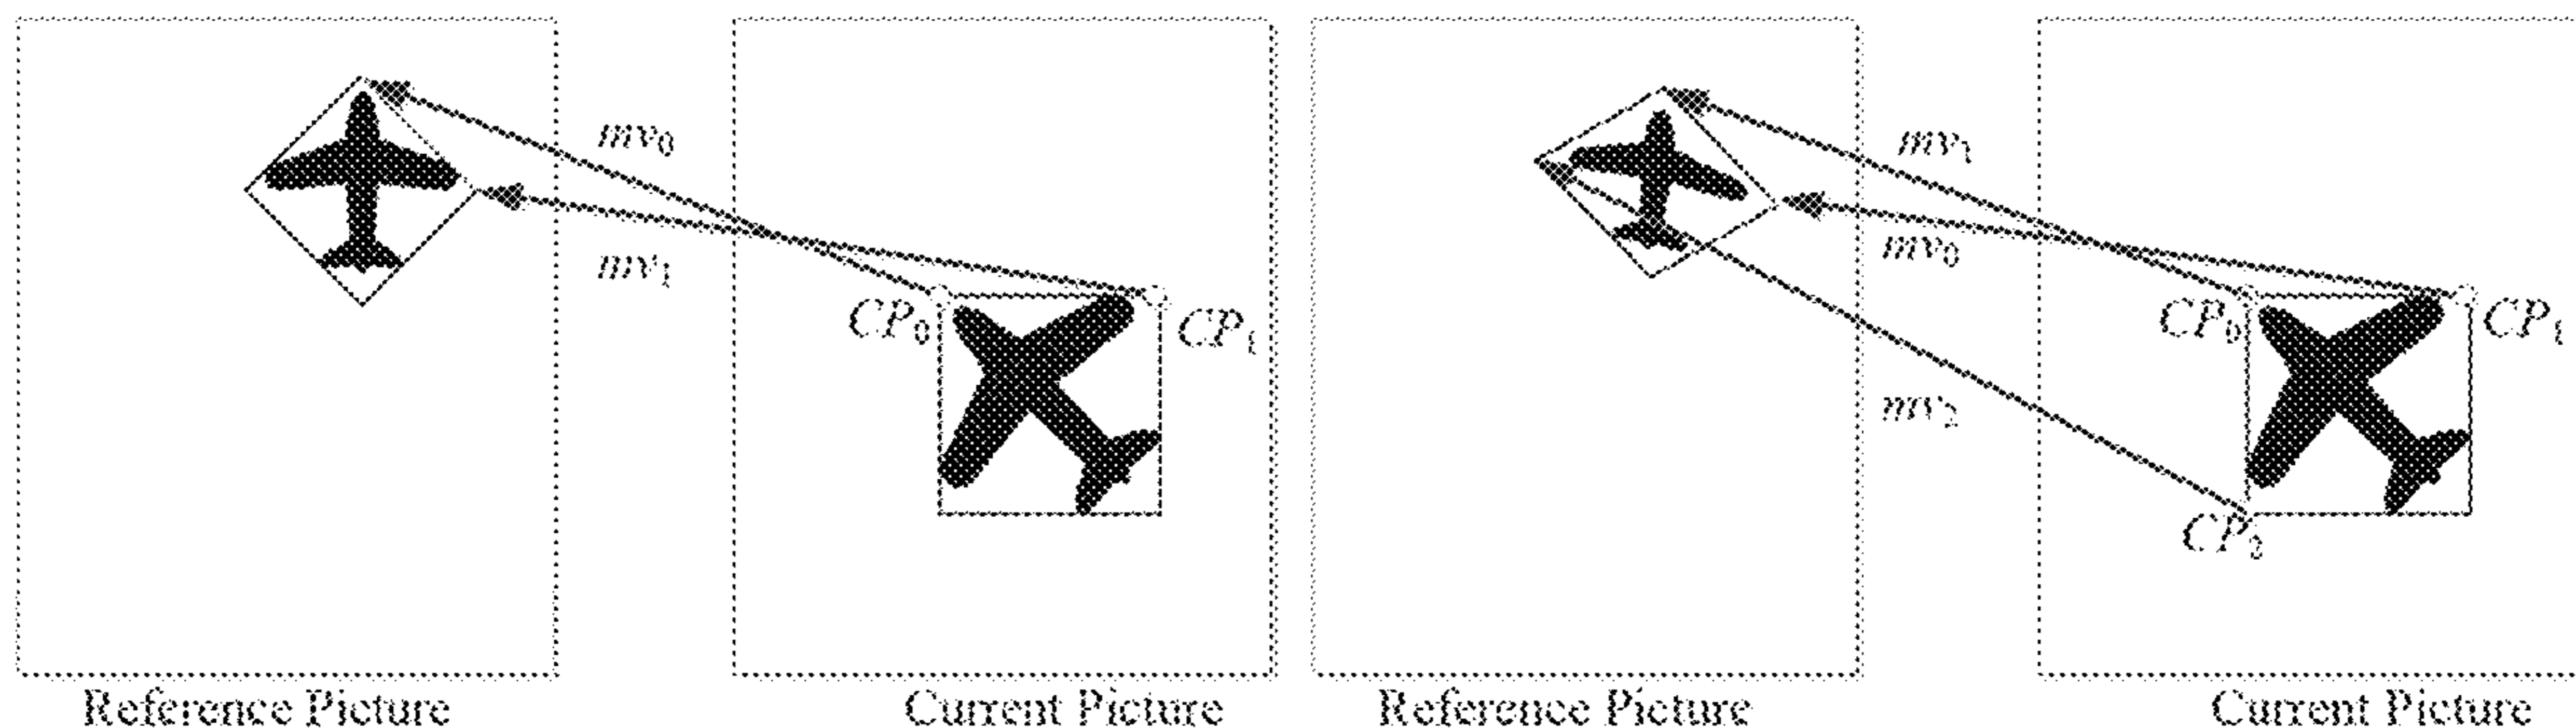 mv₀
mv₁
CP₀
CP₁
Reference Picture
Current Picture
mv₁
mv₀
mv₂
CP₀
CP₁
CP₂
Reference Picture
Current Picture